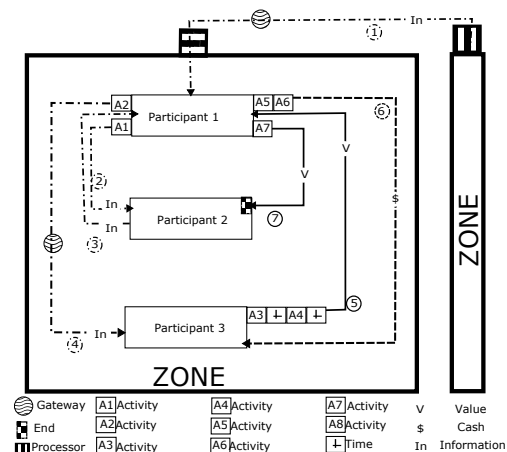 In
1
A2
A5 A6
6
Participant 1
A1
A7
V
V
2
In
$
Participant 2
7
In
3
ZONE
A3 A4
5
Participant 3
In
4
ZONE
Gateway A1 Activity A4 Activity A7 Activity V Value
End A2 Activity A5 Activity A8 Activity $ Cash
Processor A3 Activity A6 Activity Time In Information